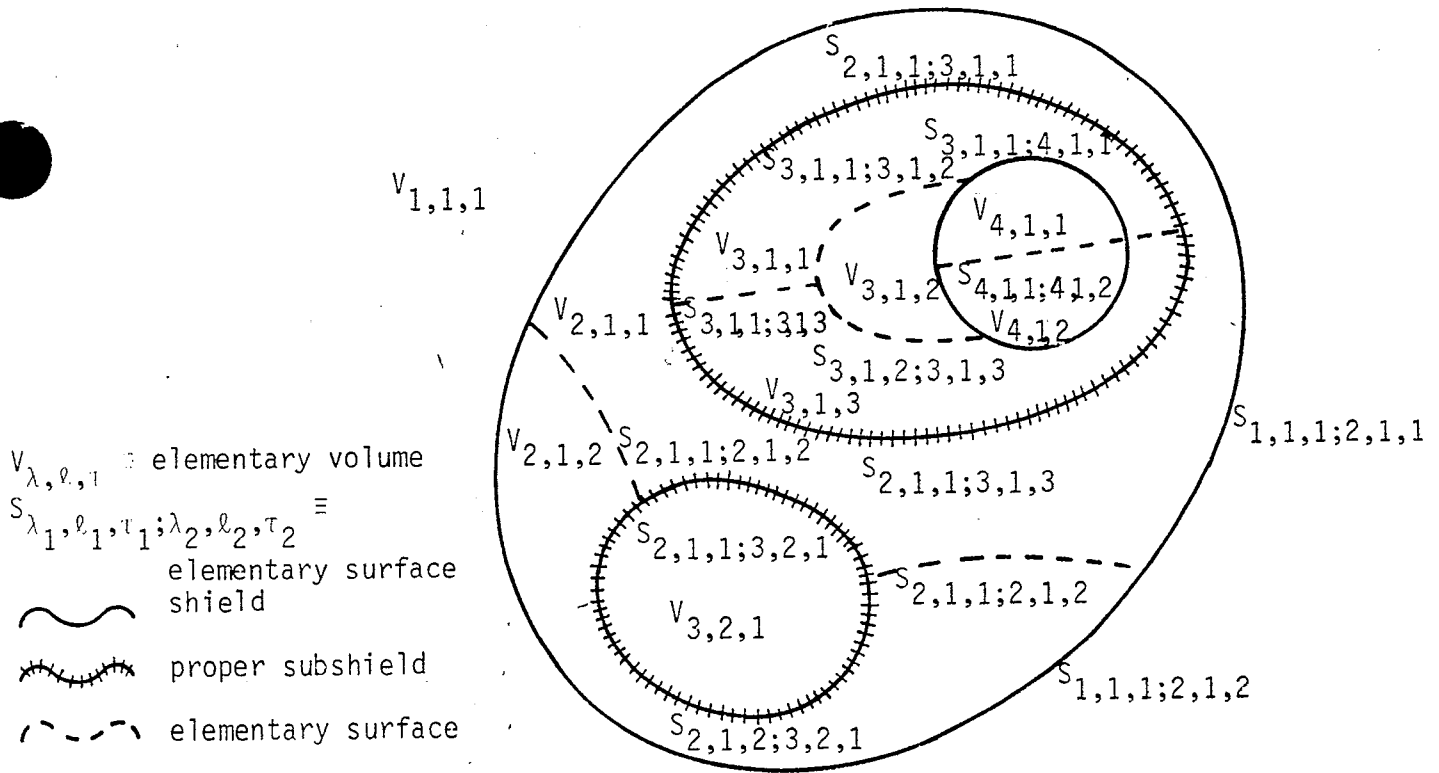 S2,1,1;3,1,1
S3,1,1;4,1,1
S3,1,1;3,1,2
V1,1,1
V4,1,1
V3,1,1
V3,1,2
S4,1,1;4,1,2
V2,1,1
S3,1,1;3,1,3
V4,1,2
S3,1,2;3,1,3
V3,1,3
S1,1,1;2,1,1
V2,1,2
S2,1,1;2,1,2
Vλ,ℓ,τ ≡ elementary volume
S2,1,1;3,1,3
Sλ1,ℓ1,τ1;λ2,ℓ2,τ2 ≡
elementary surface
S2,1,1;3,2,1
S2,1,1;2,1,2
shield
V3,2,1
proper subshield
S1,1,1;2,1,2
elementary surface
S2,1,2;3,2,1